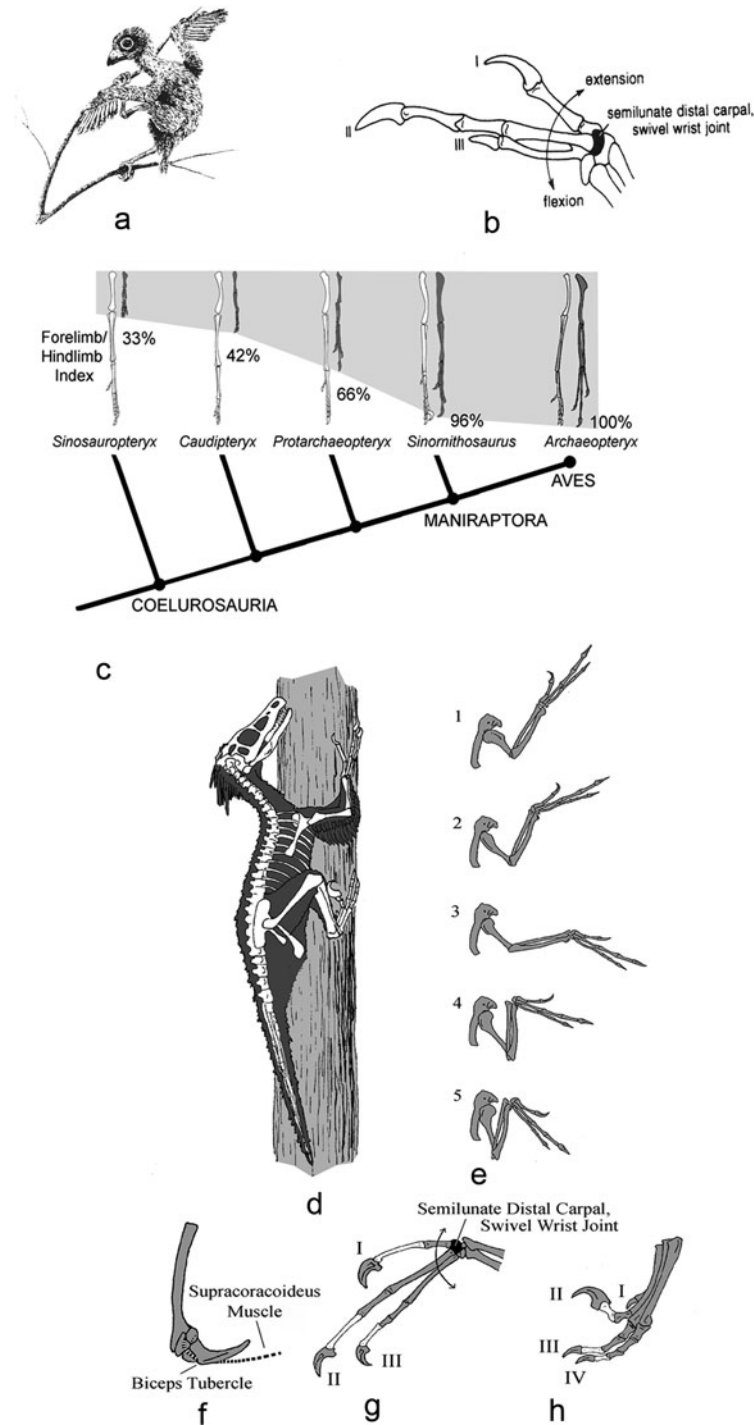 a
I
extension
semilunate distal carpal,
swivel wrist joint
II
III
flexion
b
Forelimb/
Hindlimb
Index
33%
42%
66%
96%
100%
Sinosauropteryx
Caudipteryx
Protarchaeopteryx
Sinornithosaurus
Archaeopteryx
AVES
MANIRAPTORA
COELUROSAURIA
c
d
1
2
3
4
5
e
Supracoracoideus
Muscle
Biceps Tubercle
f
Semilunate Distal Carpal,
Swivel Wrist Joint
I
II
III
g
II
I
III
IV
h